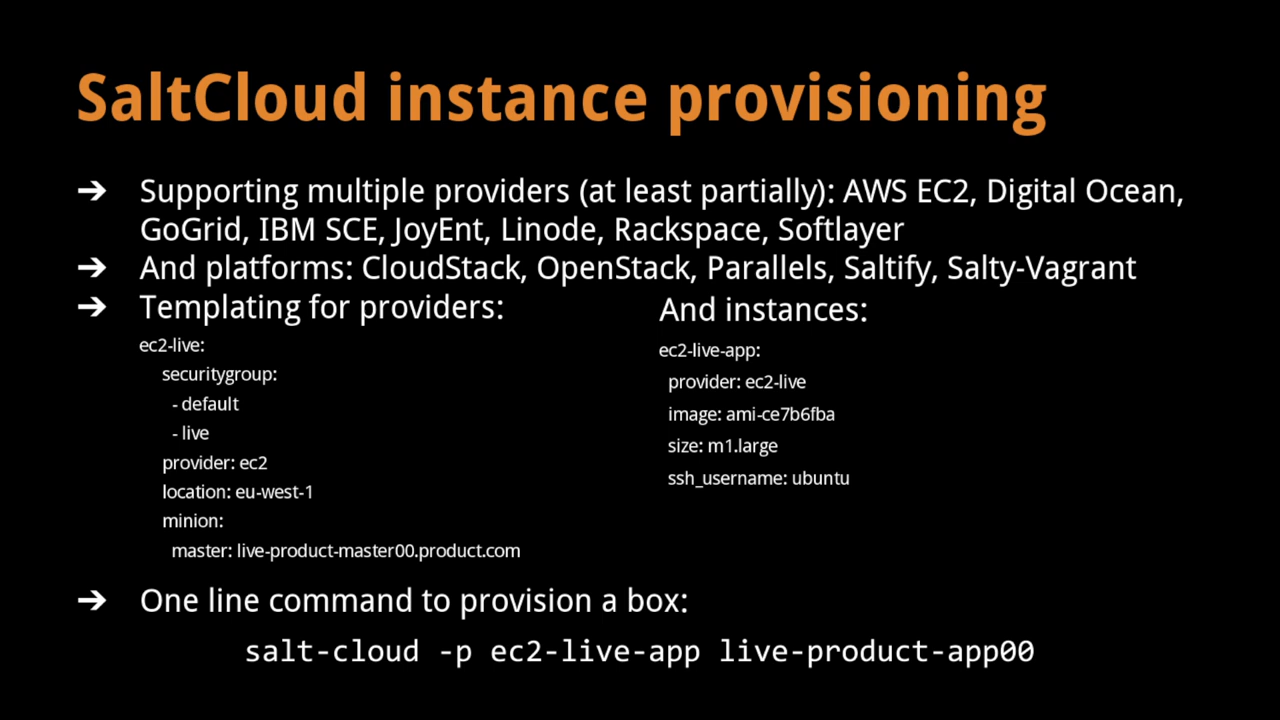 SaltCloud instance provisioning
➔ Supporting multiple providers (at least partially): AWS EC2, Digital Ocean,
GoGrid, IBM SCE, JoyEnt, Linode, Rackspace, Softlayer
➔ And platforms: CloudStack, OpenStack, Parallels, Saltify, Salty-Vagrant
➔ Templating for providers:
ec2-live:
securitygroup:
- default
- live
provider: ec2
location: eu-west-1
minion:
master: live-product-master00.product.com
And instances:
ec2-live-app:
provider: ec2-live
image: ami-ce7b6fba
size: m1.large
ssh_username: ubuntu
➔ One line command to provision a box:
salt-cloud -p ec2-live-app live-product-app00